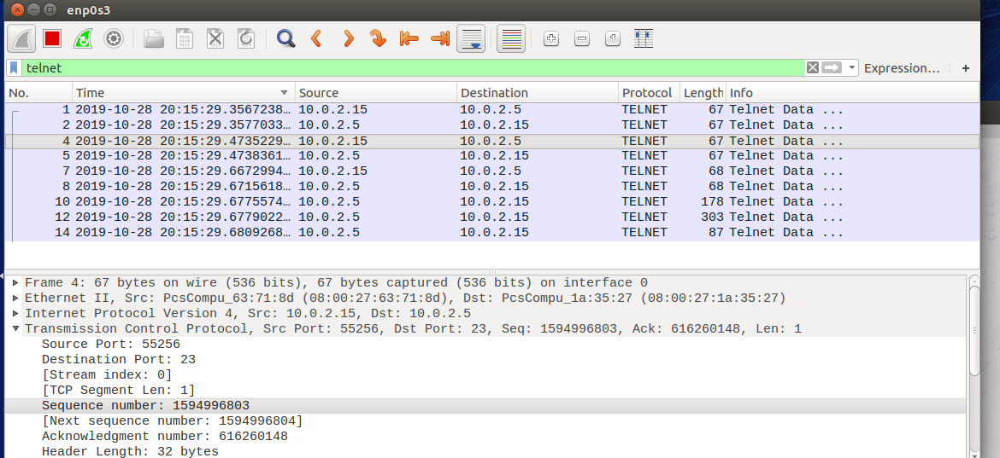 enp0s3
telnet Expression… +
No. Time Source Destination Protocol Length Info
1 2019-10-28 20:15:29.3567238… 10.0.2.15 10.0.2.5 TELNET 67 Telnet Data ...
2 2019-10-28 20:15:29.3577033… 10.0.2.5 10.0.2.15 TELNET 67 Telnet Data ...
4 2019-10-28 20:15:29.4735229… 10.0.2.15 10.0.2.5 TELNET 67 Telnet Data ...
5 2019-10-28 20:15:29.4738361… 10.0.2.5 10.0.2.15 TELNET 67 Telnet Data ...
7 2019-10-28 20:15:29.6672994… 10.0.2.15 10.0.2.5 TELNET 68 Telnet Data ...
8 2019-10-28 20:15:29.6715618… 10.0.2.5 10.0.2.15 TELNET 68 Telnet Data ...
10 2019-10-28 20:15:29.6775574… 10.0.2.5 10.0.2.15 TELNET 178 Telnet Data ...
12 2019-10-28 20:15:29.6779022… 10.0.2.5 10.0.2.15 TELNET 303 Telnet Data ...
14 2019-10-28 20:15:29.6809268… 10.0.2.5 10.0.2.15 TELNET 87 Telnet Data ...
Frame 4: 67 bytes on wire (536 bits), 67 bytes captured (536 bits) on interface 0
Ethernet II, Src: PcsCompu_63:71:8d (08:00:27:63:71:8d), Dst: PcsCompu_1a:35:27 (08:00:27:1a:35:27)
Internet Protocol Version 4, Src: 10.0.2.15, Dst: 10.0.2.5
Transmission Control Protocol, Src Port: 55256, Dst Port: 23, Seq: 1594996803, Ack: 616260148, Len: 1
Source Port: 55256
Destination Port: 23
[Stream index: 0]
[TCP Segment Len: 1]
Sequence number: 1594996803
[Next sequence number: 1594996804]
Acknowledgment number: 616260148
Header Length: 32 bytes